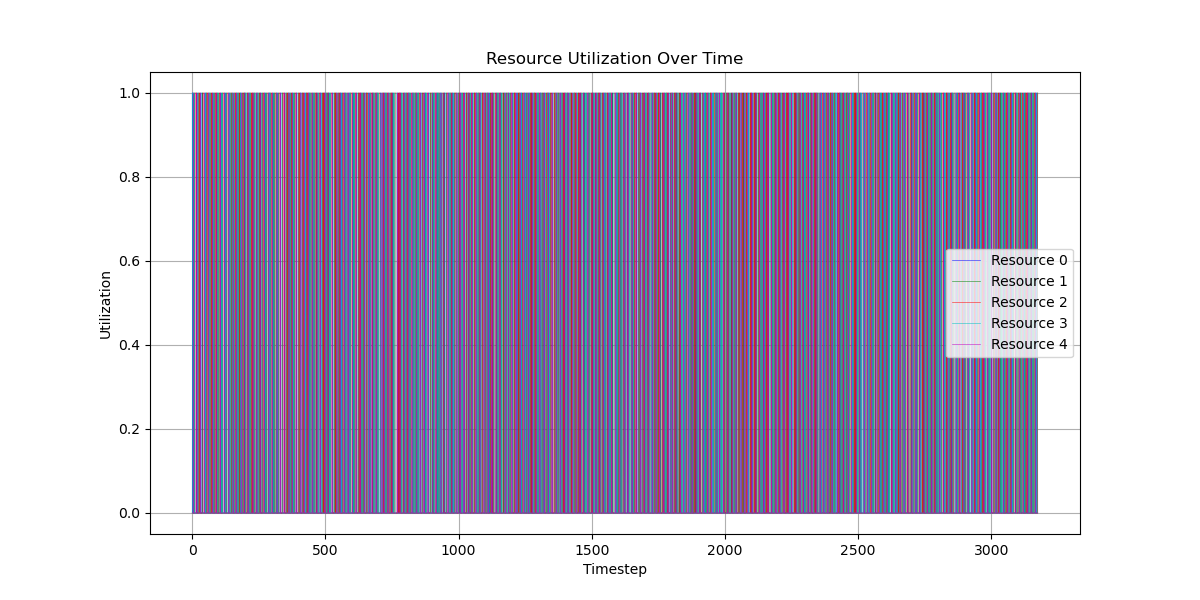 Resource Utilization Over Time
1.0
0.8
0.6
0.4
0.2
0.0
Utilization
0 500 1000 1500 2000 2500 3000
Timestep
Resource 0
Resource 1
Resource 2
Resource 3
Resource 4